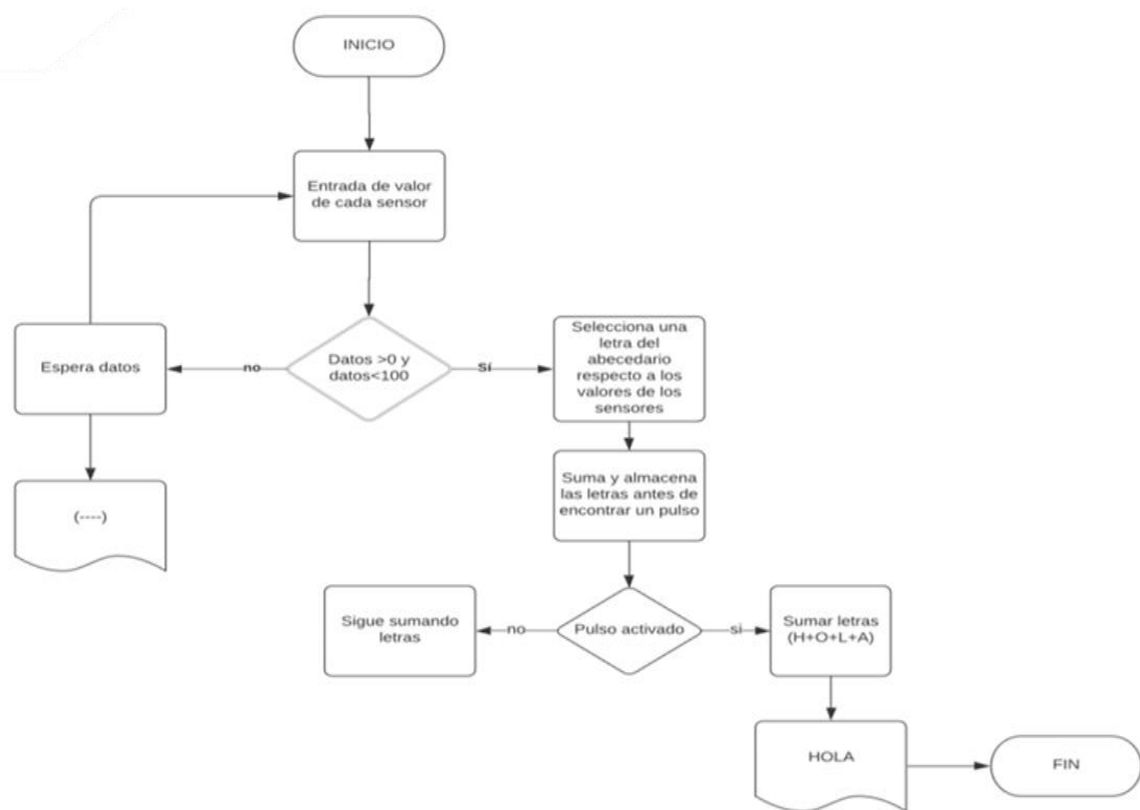 INICIO
Entrada de valor
de cada sensor
Espera datos
no
Datos >0 y
datos<100
Sí
Selecciona una
letra del
abecedario
respecto a los
valores de los
sensores
(----)
Suma y almacena
las letras antes de
encontrar un pulso
Sigue sumando
letras
no
Pulso activado
si
Sumar letras
(H+O+L+A)
HOLA
FIN